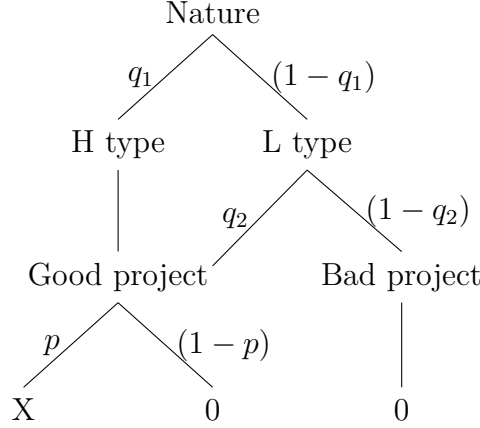 Nature
q₁ (1 − q₁)
H type L type
q₂ (1 − q₂)
Good project Bad project
p (1 − p)
X 0 0